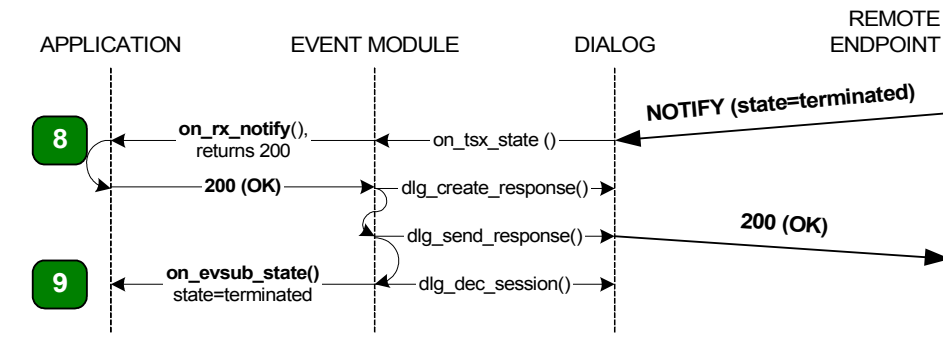 REMOTE
APPLICATION EVENT MODULE DIALOG ENDPOINT
NOTIFY (state=terminated)
8 on_rx_notify(), on_tsx_state ()
returns 200
200 (OK) dlg_create_response()
dlg_send_response() 200 (OK)
9 on_evsub_state() dlg_dec_session()
state=terminated